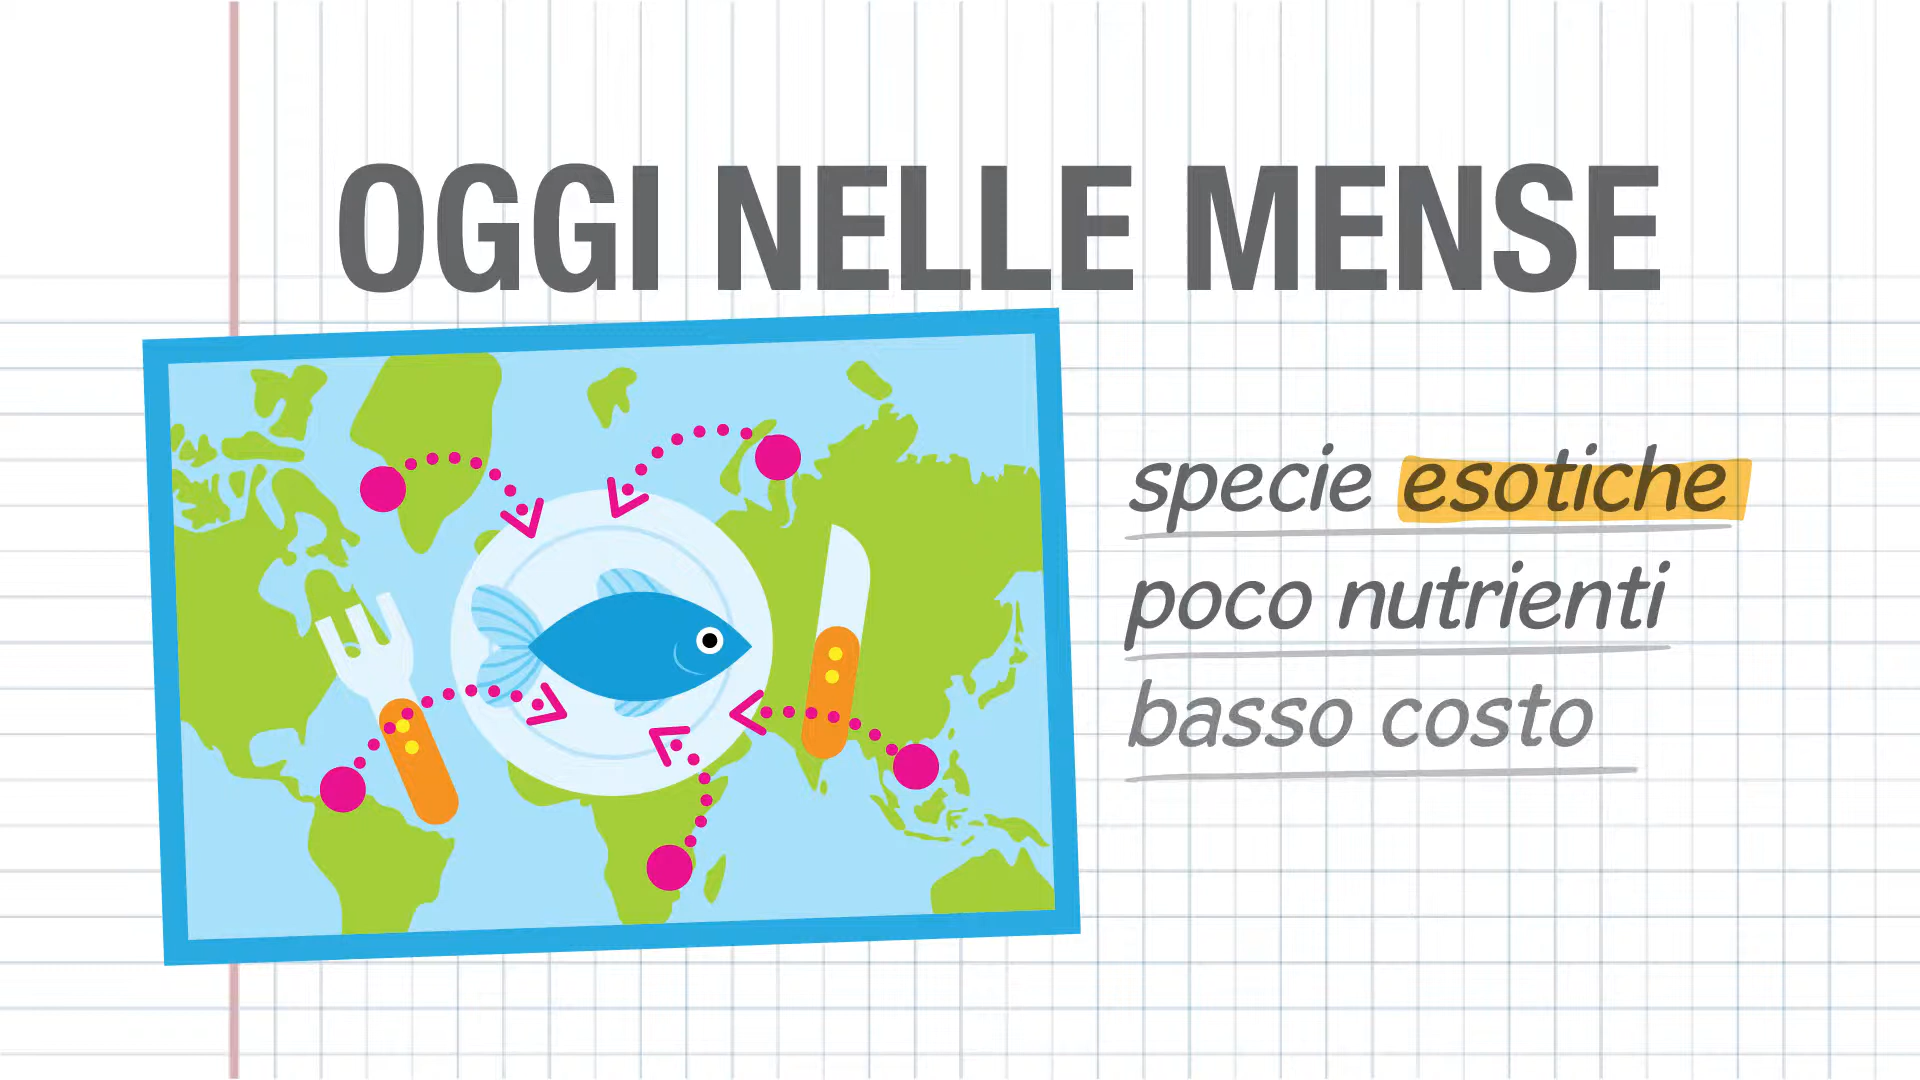 OGGI NELLE MENSE
specie esotiche
poco nutrienti
basso costo